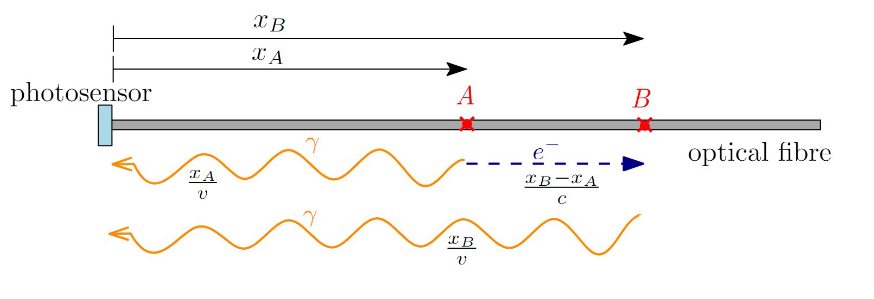 x_B
x_A
photosensor
A
B
optical fibre
γ
e⁻
x_A/v
x_B−x_A/c
γ
x_B/v